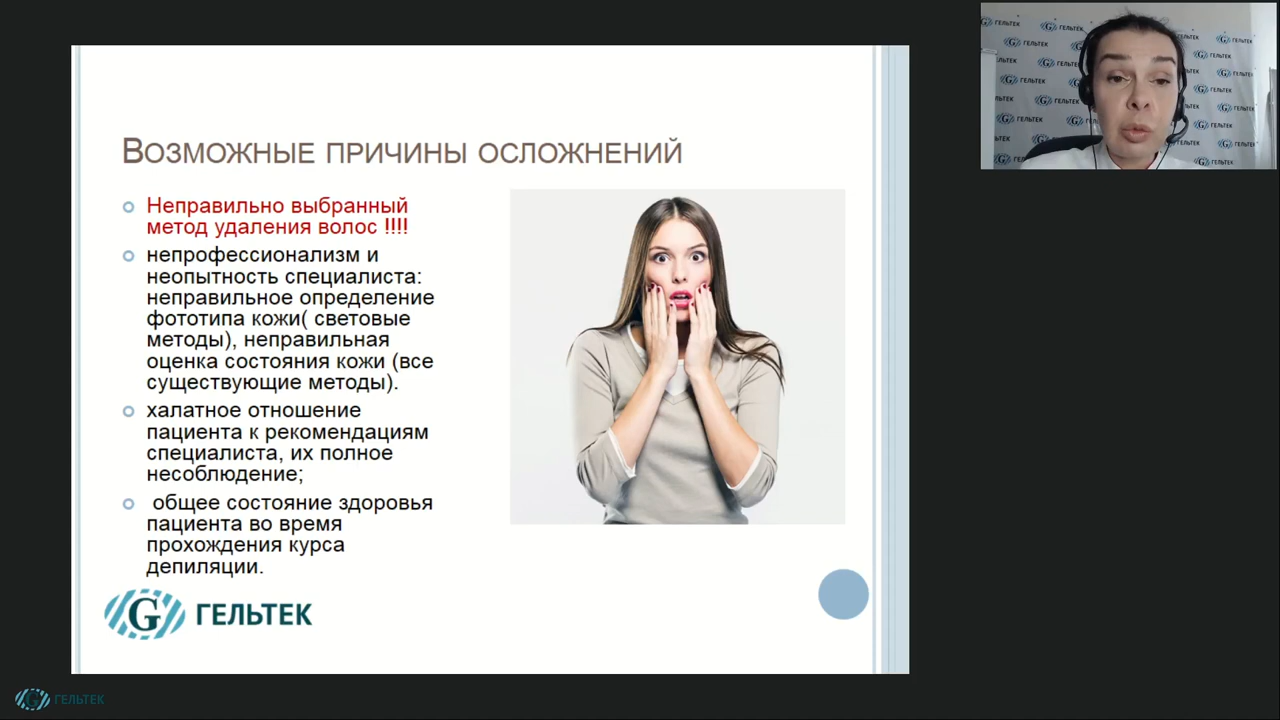 ВОЗМОЖНЫЕ ПРИЧИНЫ ОСЛОЖНЕНИЙ
Неправильно выбранный
метод удаления волос !!!!
непрофессионализм и
неопытность специалиста:
неправильное определение
фототипа кожи( световые
методы), неправильная
оценка состояния кожи (все
существующие методы).
халатное отношение
пациента к рекомендациям
специалиста, их полное
несоблюдение;
общее состояние здоровья
пациента во время
прохождения курса
депиляции.
G ГЕЛЬТЕК
G ГЕЛЬТЕК
ГЕЛЬТЕК